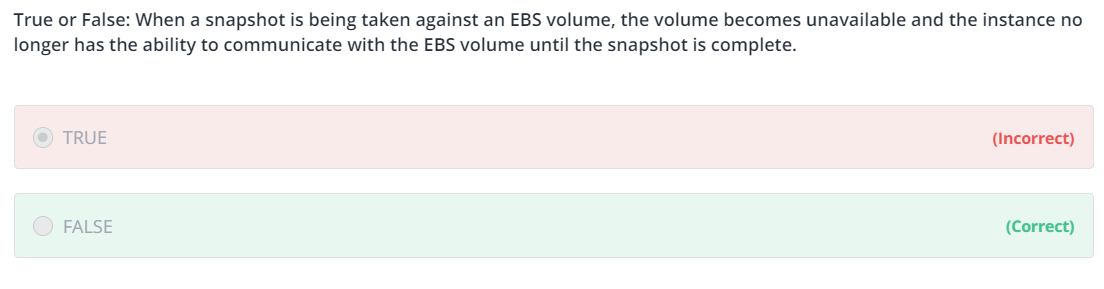 True or False: When a snapshot is being taken against an EBS volume, the volume becomes unavailable and the instance no
longer has the ability to communicate with the EBS volume until the snapshot is complete.
TRUE (Incorrect)
FALSE (Correct)